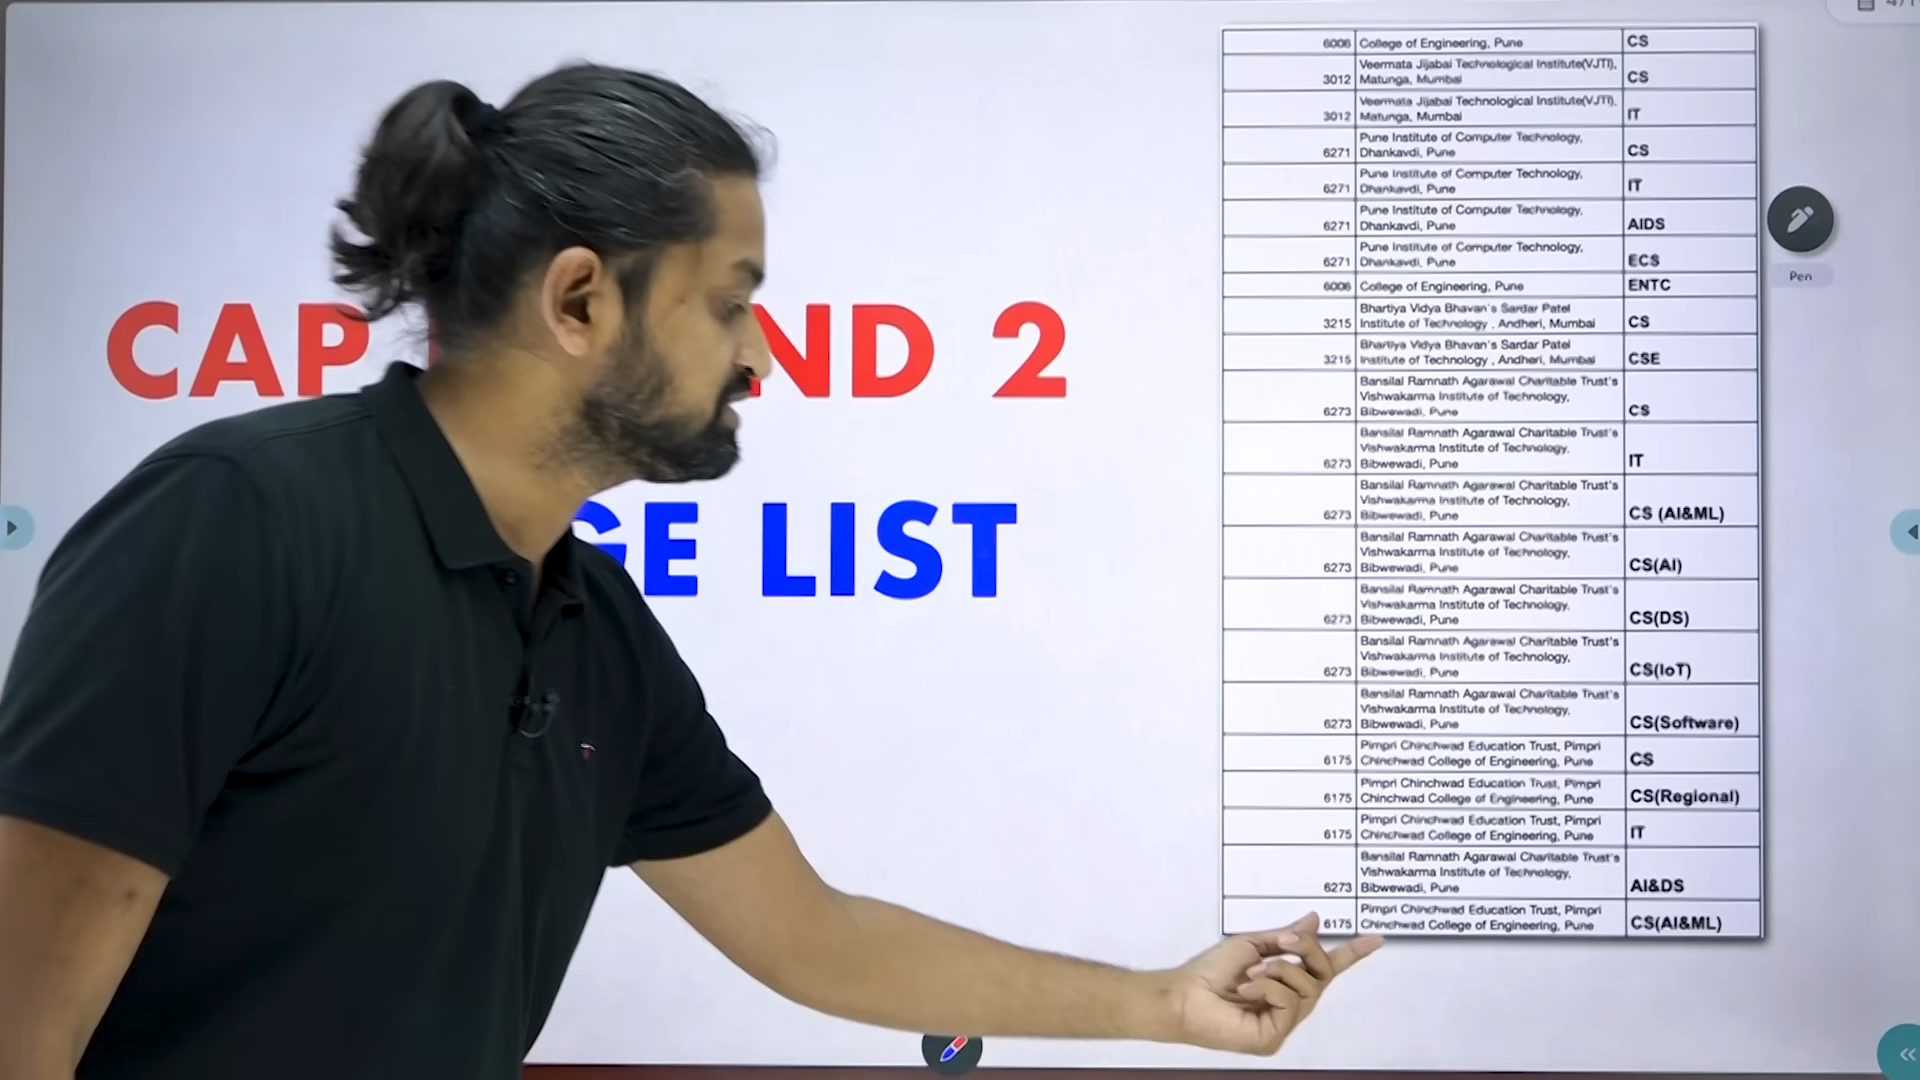 CAP ND 2
GE LIST
6006 College of Engineering, Pune CS
Veermata Jijabai Technological Institute(VJTI),
3012 Matunga, Mumbai CS
Veermata Jijabai Technological Institute(VJTI),
3012 Matunga, Mumbai IT
Pune Institute of Computer Technology,
6271 Dhankavdi, Pune CS
Pune Institute of Computer Technology,
6271 Dhankavdi, Pune IT
Pune Institute of Computer Technology,
6271 Dhankavdi, Pune AIDS
Pune Institute of Computer Technology,
6271 Dhankavdi, Pune ECS
6006 College of Engineering, Pune ENTC
Bhartiya Vidya Bhavan's Sardar Patel
3215 Institute of Technology , Andheri, Mumbai CS
Bhartiya Vidya Bhavan's Sardar Patel
3215 Institute of Technology , Andheri, Mumbai CSE
Bansilal Ramnath Agarawal Charitable Trust's
Vishwakarma Institute of Technology,
6273 Bibwewadi, Pune CS
Bansilal Ramnath Agarawal Charitable Trust's
Vishwakarma Institute of Technology,
6273 Bibwewadi, Pune IT
Bansilal Ramnath Agarawal Charitable Trust's
Vishwakarma Institute of Technology,
6273 Bibwewadi, Pune CS (AI&ML)
Bansilal Ramnath Agarawal Charitable Trust's
Vishwakarma Institute of Technology,
6273 Bibwewadi, Pune CS(AI)
Bansilal Ramnath Agarawal Charitable Trust's
Vishwakarma Institute of Technology,
6273 Bibwewadi, Pune CS(DS)
Bansilal Ramnath Agarawal Charitable Trust's
Vishwakarma Institute of Technology,
6273 Bibwewadi, Pune CS(IoT)
Bansilal Ramnath Agarawal Charitable Trust's
Vishwakarma Institute of Technology,
6273 Bibwewadi, Pune CS(Software)
Pimpri Chinchwad Education Trust, Pimpri
6175 Chinchwad College of Engineering, Pune CS
Pimpri Chinchwad Education Trust, Pimpri
6175 Chinchwad College of Engineering, Pune CS(Regional)
Pimpri Chinchwad Education Trust, Pimpri
6175 Chinchwad College of Engineering, Pune IT
Bansilal Ramnath Agarawal Charitable Trust's
Vishwakarma Institute of Technology,
6273 Bibwewadi, Pune AI&DS
Pimpri Chinchwad Education Trust, Pimpri
6175 Chinchwad College of Engineering, Pune CS(AI&ML)
Pen